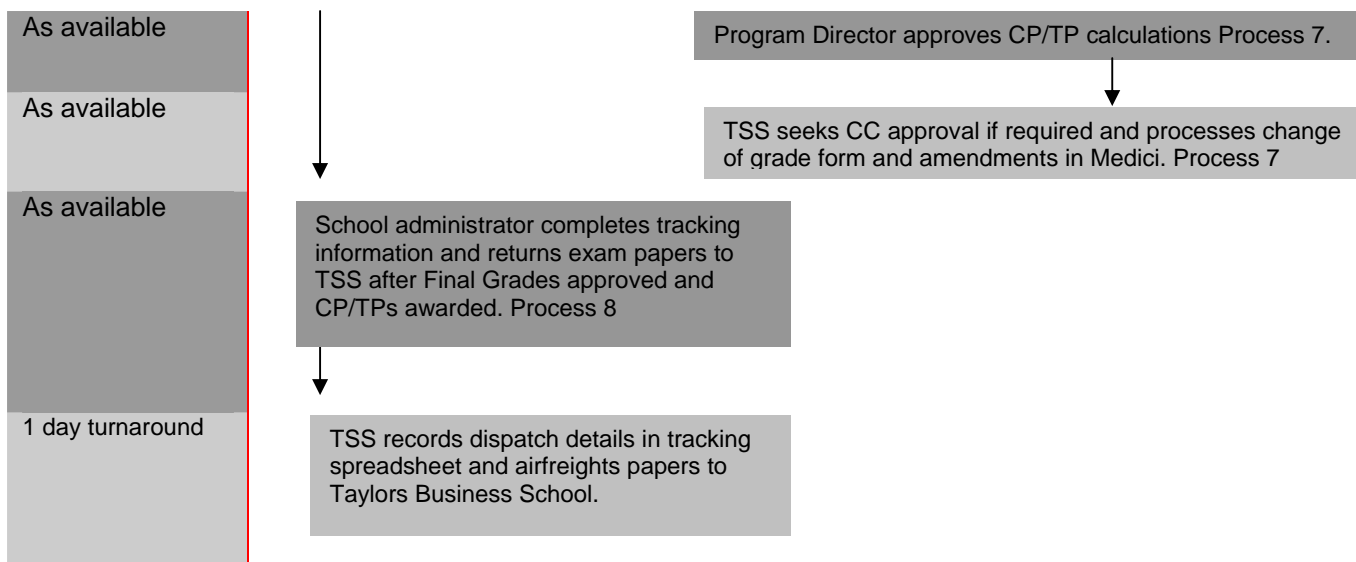 As available
Program Director approves CP/TP calculations Process 7.
As available
TSS seeks CC approval if required and processes change
of grade form and amendments in Medici. Process 7
As available
School administrator completes tracking
information and returns exam papers to
TSS after Final Grades approved and
CP/TPs awarded. Process 8
1 day turnaround
TSS records dispatch details in tracking
spreadsheet and airfreights papers to
Taylors Business School.